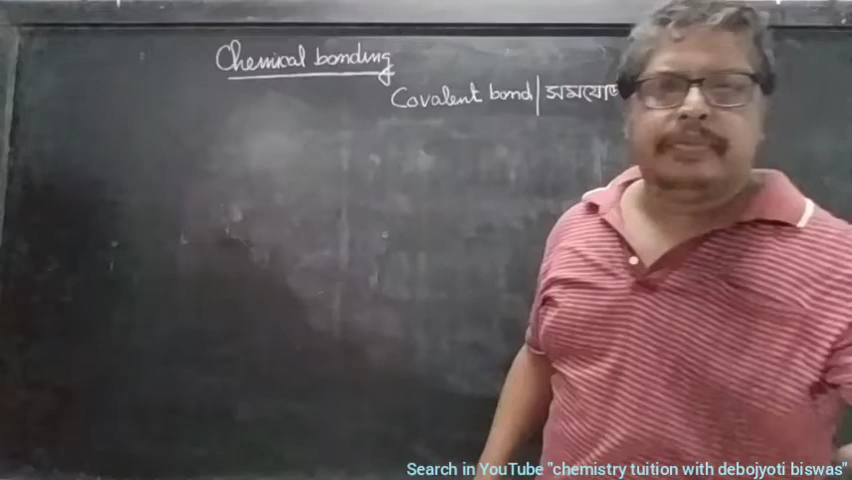 Chemical bonding
Covalent bond |
Search in YouTube "chemistry tuition with debojyoti biswas"